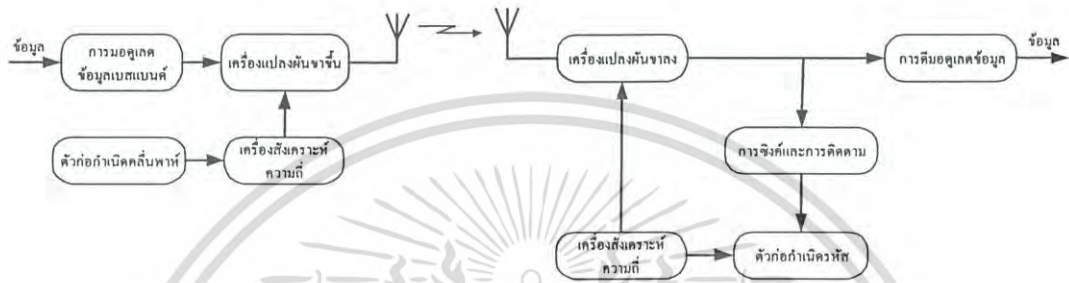 ข้อมูล
การมอดูเลต
ข้อมูลเบสแบนด์
เครื่องแปลงผันขาขึ้น
ตัวก่อกำเนิดคลื่นพาห์
เครื่องสังเคราะห์
ความถี่
เครื่องแปลงผันขาลง
การดีมอดูเลตข้อมูล
ข้อมูล
การซิงค์และการติดตาม
เครื่องสังเคราะห์
ความถี่
ตัวก่อกำเนิดรหัส